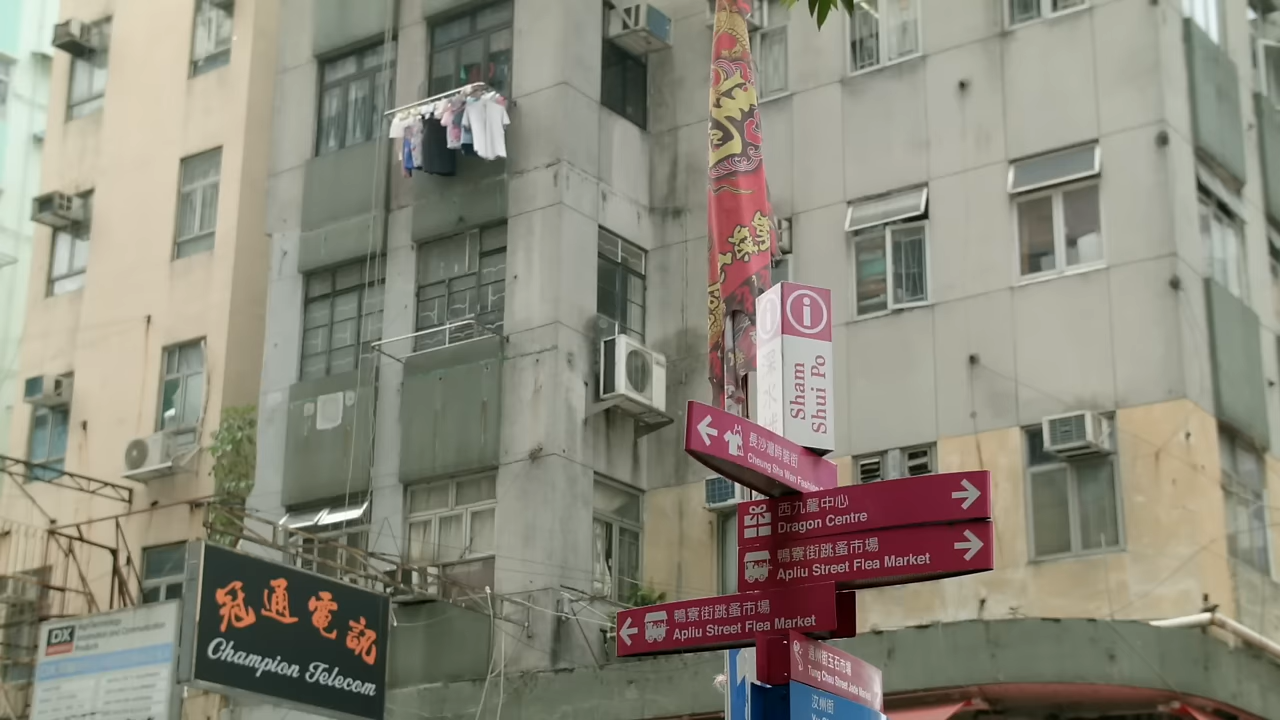 Sham
Shui Po
長沙灣時裝街
Cheung Sha Wan Fashion
西九龍中心
Dragon Centre
鴨寮街跳蚤市場
Apliu Street Flea Market
鴨寮街跳蚤市場
Apliu Street Flea Market
通州街玉石市場
Tung Chau Street Jade Market
汝州街
冠通電訊
Champion Telecom
DX